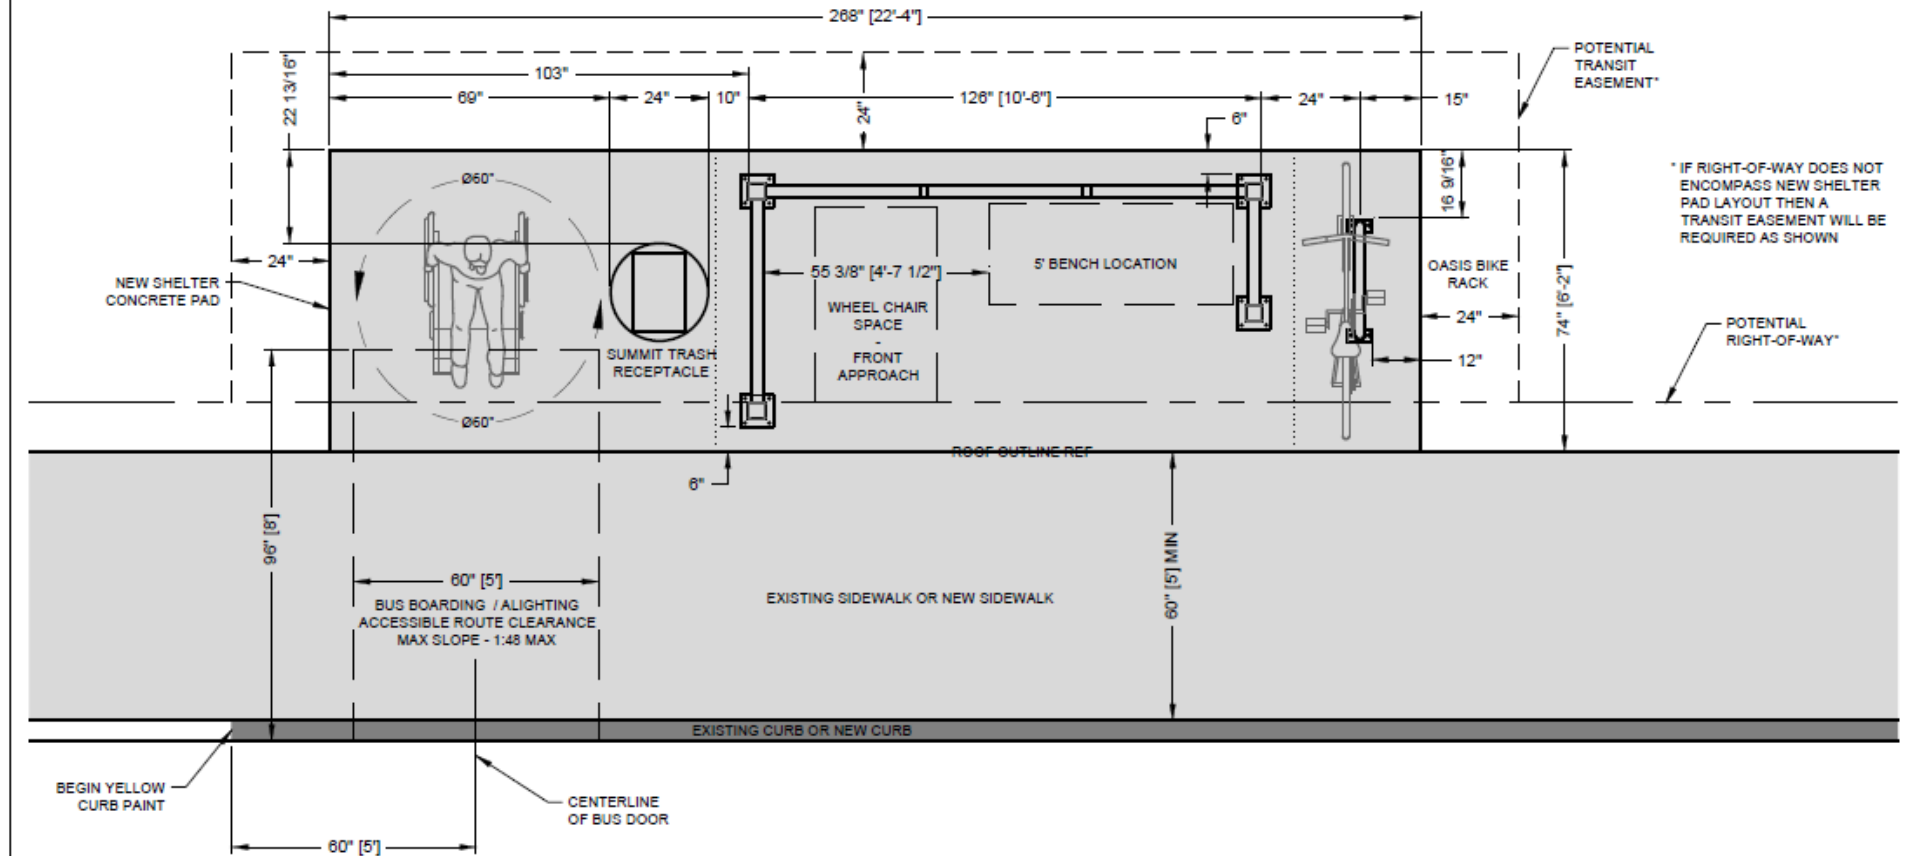 268" [22'-4"]
POTENTIAL
TRANSIT
EASEMENT*
22 13/16"
103"
69"
24"
10"
126" [10'-6"]
24"
24"
15"
6"
Ø60"
16 9/16"
* IF RIGHT-OF-WAY DOES NOT
ENCOMPASS NEW SHELTER
PAD LAYOUT THEN A
TRANSIT EASEMENT WILL BE
REQUIRED AS SHOWN
24"
NEW SHELTER
CONCRETE PAD
55 3/8" [4'-7 1/2"]
5' BENCH LOCATION
WHEEL CHAIR
SPACE
-
FRONT
APPROACH
OASIS BIKE
RACK
24"
74" [6'-2"]
POTENTIAL
RIGHT-OF-WAY*
12"
SUMMIT TRASH
RECEPTACLE
Ø60"
ROOF OUTLINE REF
6"
96" [8']
60" [5']
BUS BOARDING / ALIGHTING
ACCESSIBLE ROUTE CLEARANCE
MAX SLOPE - 1:48 MAX
EXISTING SIDEWALK OR NEW SIDEWALK
60" [5'] MIN
EXISTING CURB OR NEW CURB
BEGIN YELLOW
CURB PAINT
CENTERLINE
OF BUS DOOR
60" [5']